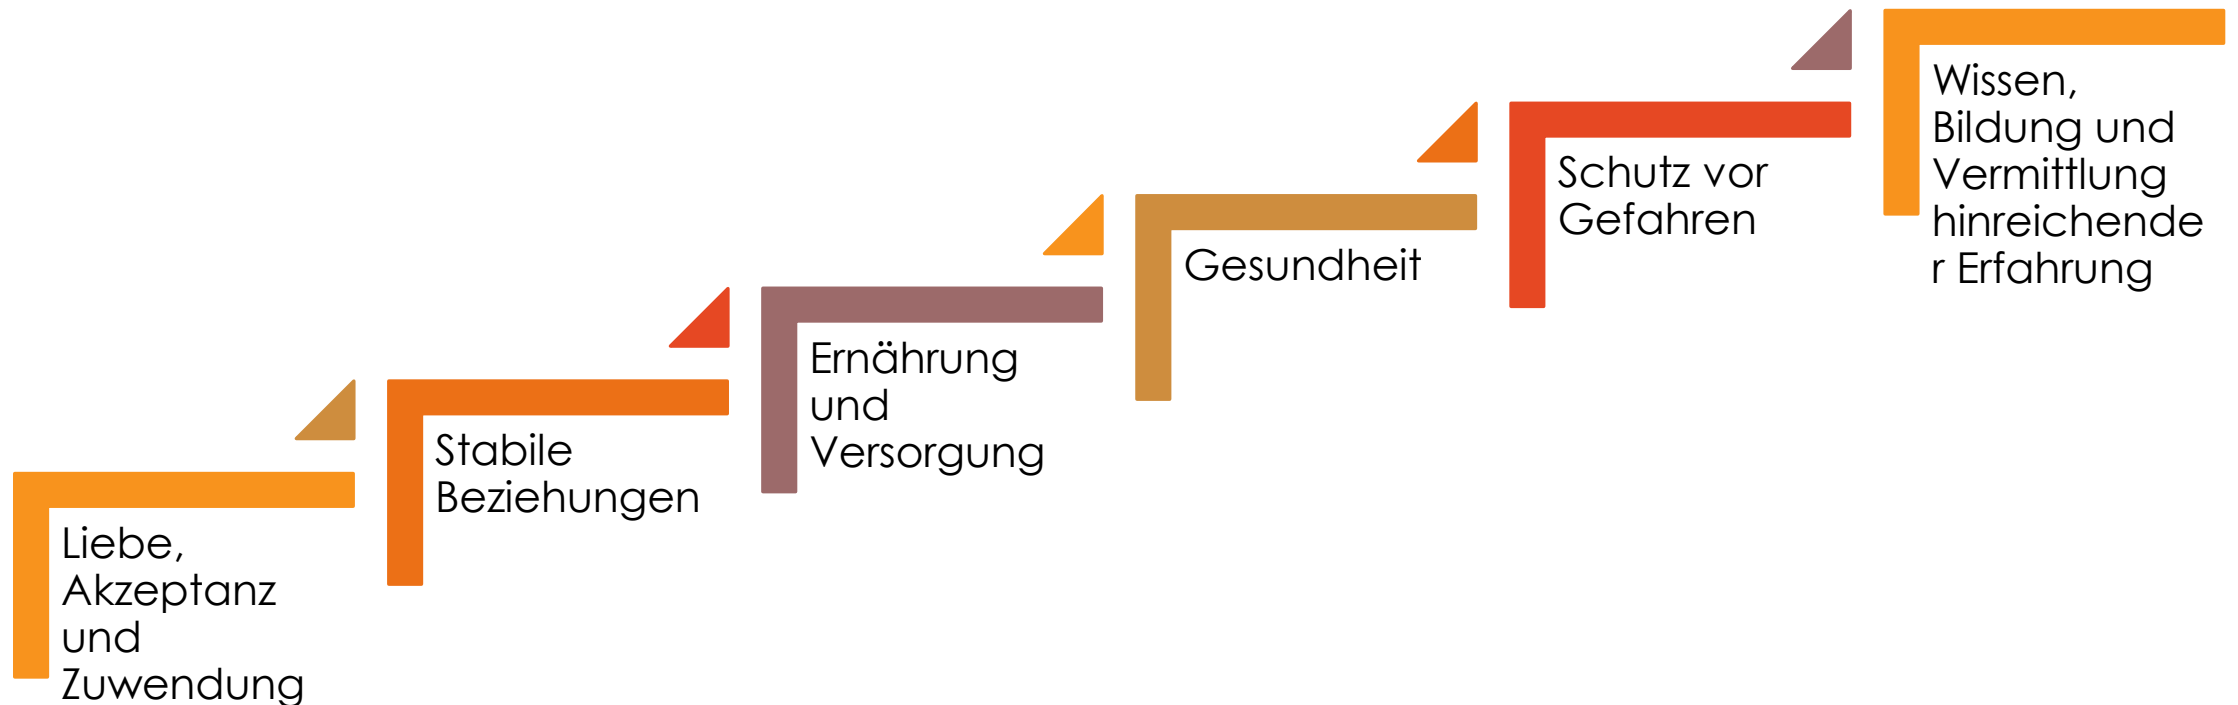 Liebe,
Akzeptanz
und
Zuwendung
Stabile
Beziehungen
Ernährung
und
Versorgung
Gesundheit
Schutz vor
Gefahren
Wissen,
Bildung und
Vermittlung
hinreichende
r Erfahrung